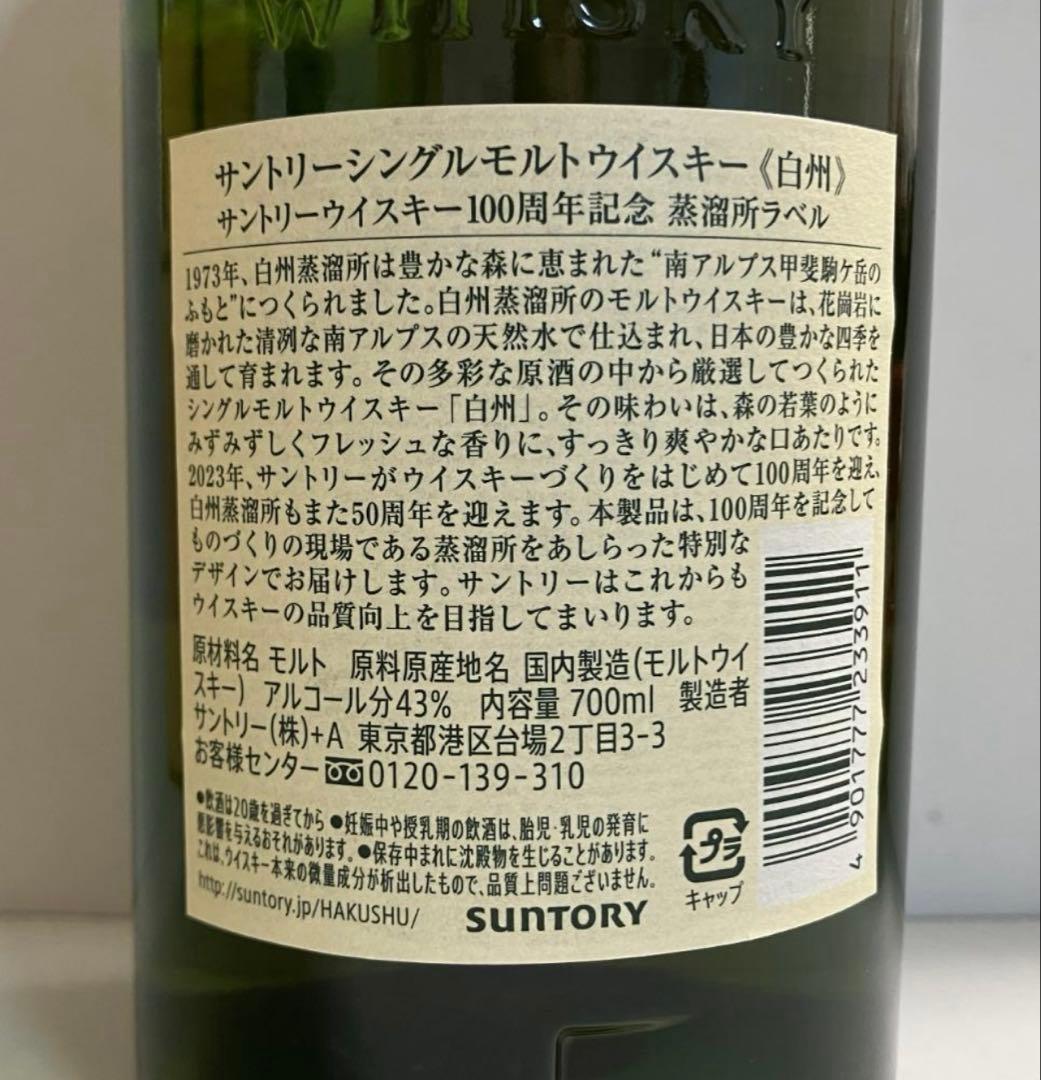 WHISKY
サントリーシングルモルトウイスキー《白州》
サントリーウイスキー100周年記念 蒸溜所ラベル
1973年、白州蒸溜所は豊かな森に恵まれた“南アルプス甲斐駒ケ岳の
ふもと”につくられました。白州蒸溜所のモルトウイスキーは、花崗岩に
磨かれた清冽な南アルプスの天然水で仕込まれ、日本の豊かな四季を
通して育まれます。その多彩な原酒の中から厳選してつくられた
シングルモルトウイスキー「白州」。その味わいは、森の若葉のように
みずみずしくフレッシュな香りに、すっきり爽やかな口あたりです。
2023年、サントリーがウイスキーづくりをはじめて100周年を迎え、
白州蒸溜所もまた50周年を迎えます。本製品は、100周年を記念して
ものづくりの現場である蒸溜所をあしらった特別な
デザインでお届けします。サントリーはこれからも
ウイスキーの品質向上を目指してまいります。
原材料名 モルト 原料原産地名 国内製造(モルトウイ
スキー) アルコール分43% 内容量 700ml 製造者
サントリー(株)+A 東京都港区台場2丁目3-3
お客様センター 0120-139-310
●飲酒は20歳を過ぎてから ●妊娠中や授乳期の飲酒は、胎児・乳児の発育に
悪影響を与えるおそれがあります。●保存中まれに沈殿物を生じることがあります。
これは、ウイスキー本来の微量成分が析出したもので、品質上問題ございません。
http://suntory.jp/HAKUSHU/
SUNTORY
プラ
キャップ
4 901777 233911